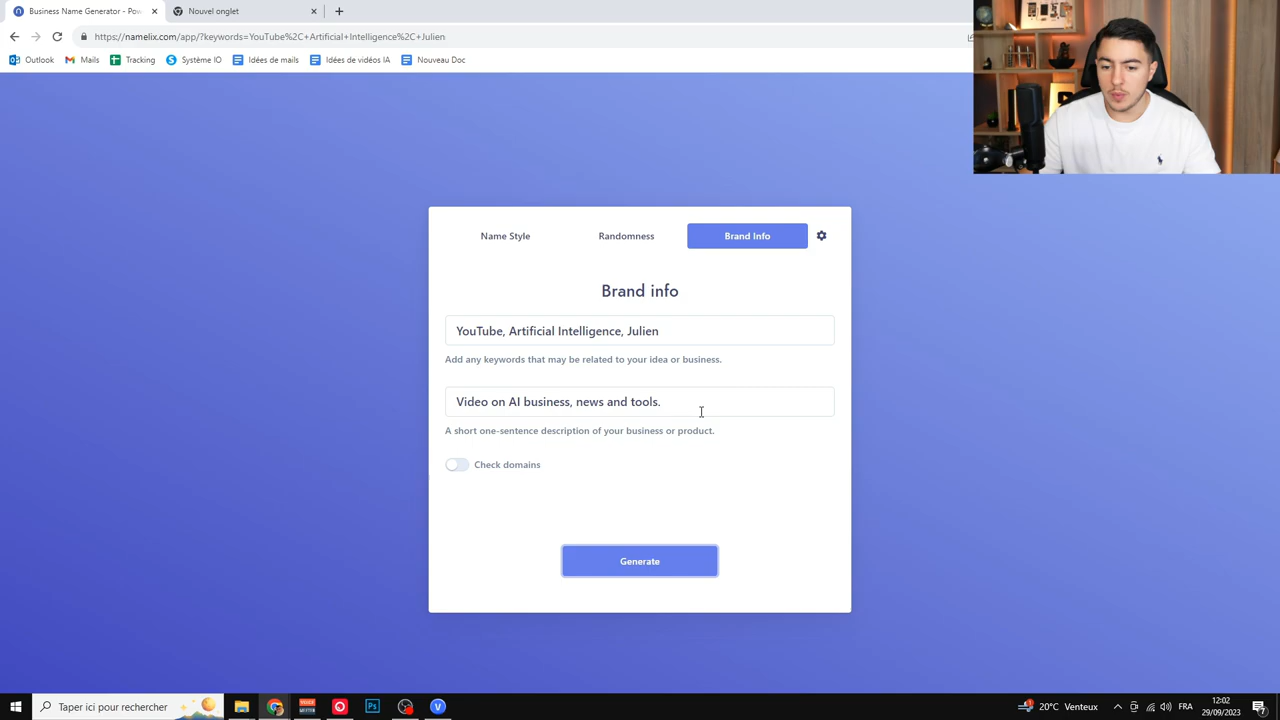 Business Name Generator - Pow
Nouvel onglet
https://namelix.com/app/?keywords=YouTube%2C+Artificial+Intelligence%2C+Julien
Outlook
Mails
Tracking
Système IO
Idées de mails
Idées de vidéos IA
Nouveau Doc
Name Style
Randomness
Brand Info
Brand info
YouTube, Artificial Intelligence, Julien
Add any keywords that may be related to your idea or business.
Video on AI business, news and tools.
A short one-sentence description of your business or product.
Check domains
Generate
Taper ici pour rechercher
Ps
V
20°C Venteux
FRA
12:02
29/09/2023